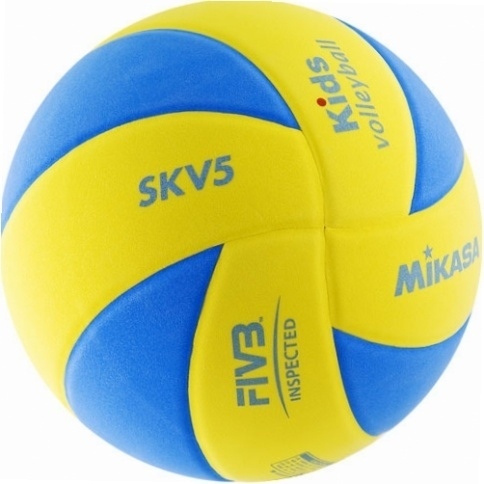 Kids
volleyball
SKV5
MiKASA
FIVB
INSPECTED